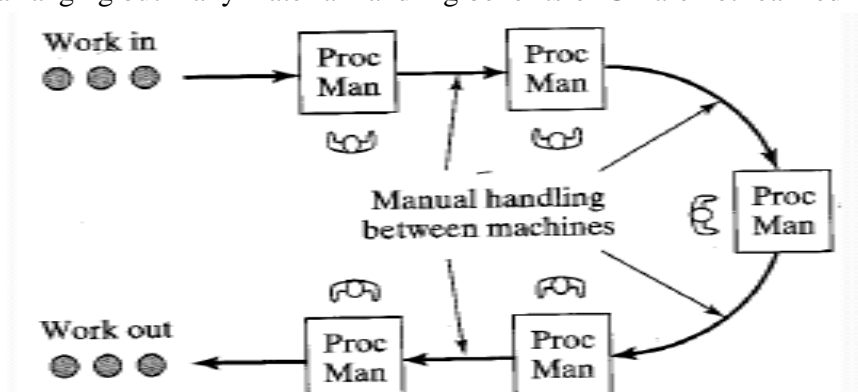 Work in
Proc
Man
Proc
Man
Manual handling
between machines
Proc
Man
Work out
Proc
Man
Proc
Man